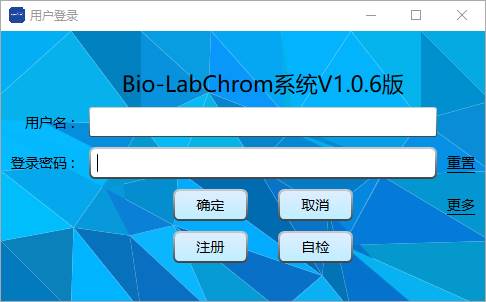 用户登录
Bio-LabChrom系统V1.0.6版
用户名：
登录密码： 重置
确定 取消 更多
注册 自检